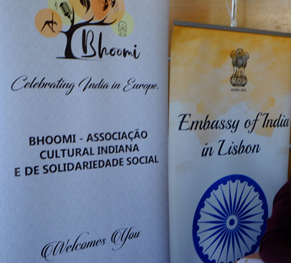 Bhoomi
Celebrating India in Europe.
BHOOMI - ASSOCIAÇÃO
CULTURAL INDIANA
E DE SOLIDARIEDADE SOCIAL
Welcomes You
Embassy of India
in Lisbon